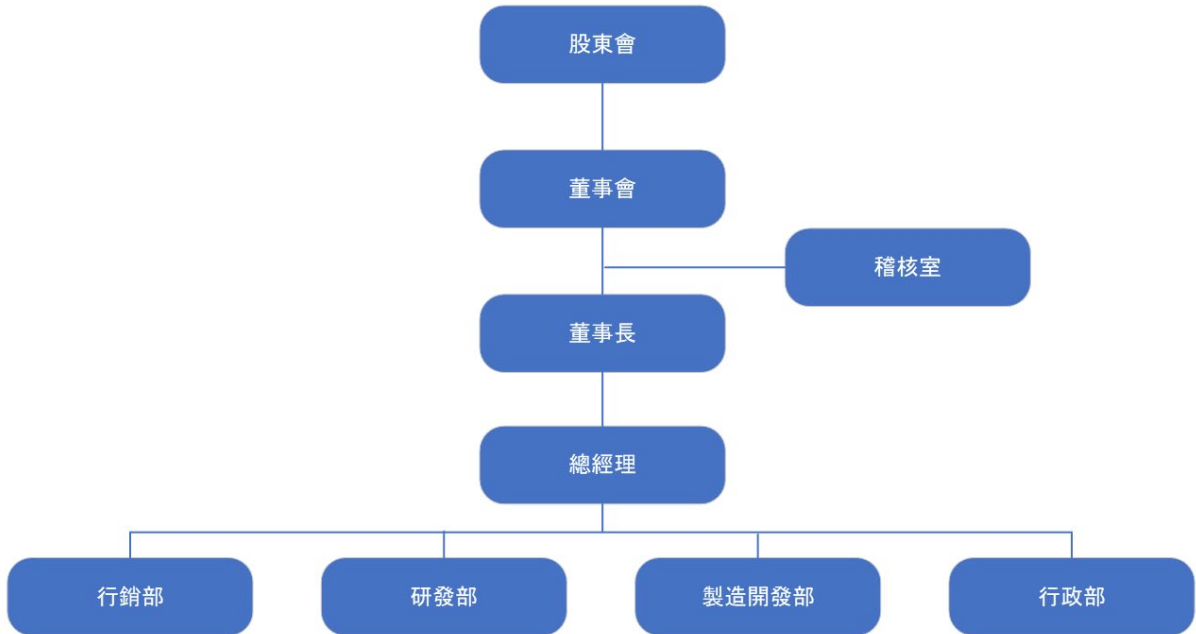 股東會
董事會
稽核室
董事長
總經理
行銷部
研發部
製造開發部
行政部